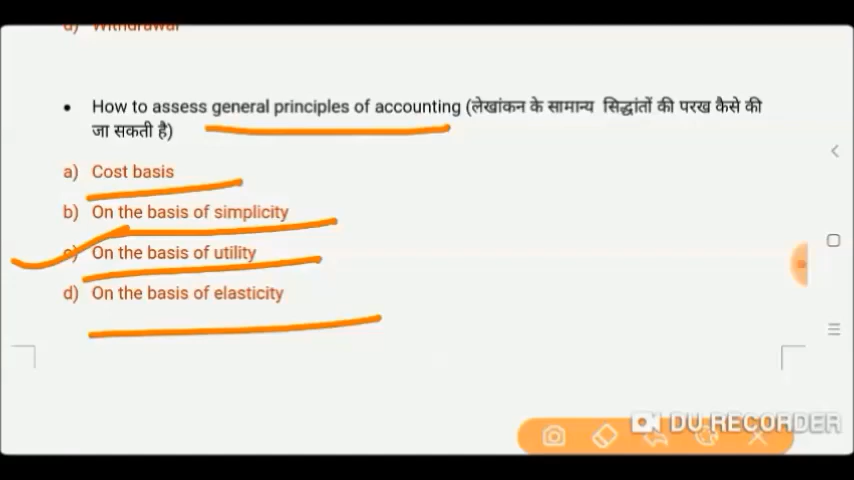 d) Withdrawal
• How to assess general principles of accounting (लेखांकन के सामान्य सिद्धांतों की परख कैसे की
जा सकती है)
a) Cost basis
b) On the basis of simplicity
c) On the basis of utility
d) On the basis of elasticity
DU RECORDER